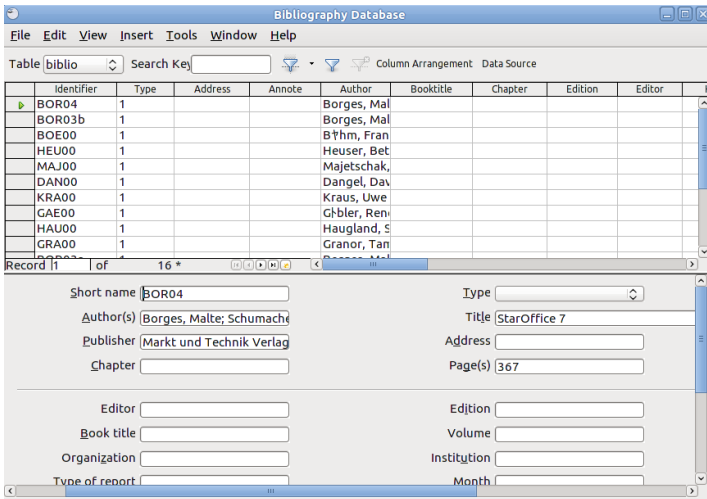 Bibliography Database
File Edit View Insert Tools Window Help
Table biblio Search Key Column Arrangement Data Source
Identifier Type Address Annote Author Booktitle Chapter Edition Editor
BOR04 1 Borges, Mal
BOR03b 1 Borges, Mal
BOE00 1 Bŧhm, Fran
HEU00 1 Heuser, Bet
MAJ00 1 Majetschak,
DAN00 1 Dangel, Dav
KRA00 1 Kraus, Uwe
GAE00 1 Gŀbler, Ren
HAU00 1 Haugland, S
GRA00 1 Granor, Tam
Record 1 of 16 *
Short name BOR04 Type
Author(s) Borges, Malte; Schumache Title StarOffice 7
Publisher Markt und Technik Verlag Address
Chapter Page(s) 367
Editor Edition
Book title Volume
Organization Institution
Type of report Month